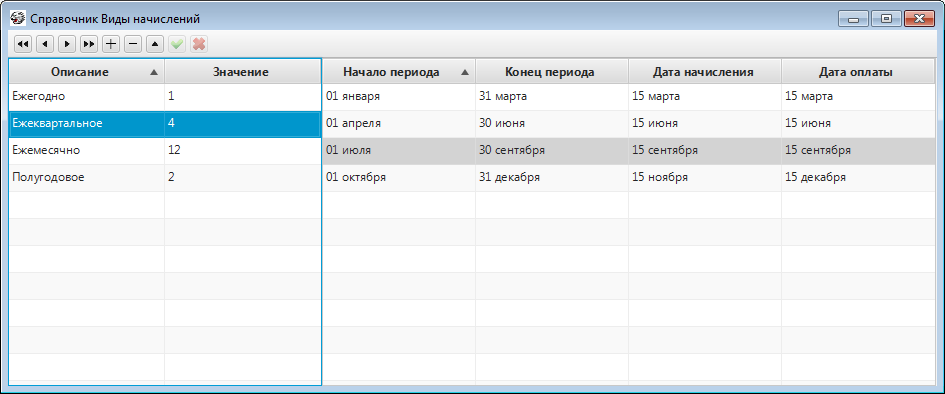 Справочник Виды начислений
Описание Значение Начало периода Конец периода Дата начисления Дата оплаты
Ежегодно 1 01 января 31 марта 15 марта 15 марта
Ежеквартальное 4 01 апреля 30 июня 15 июня 15 июня
Ежемесячно 12 01 июля 30 сентября 15 сентября 15 сентября
Полугодовое 2 01 октября 31 декабря 15 ноября 15 декабря